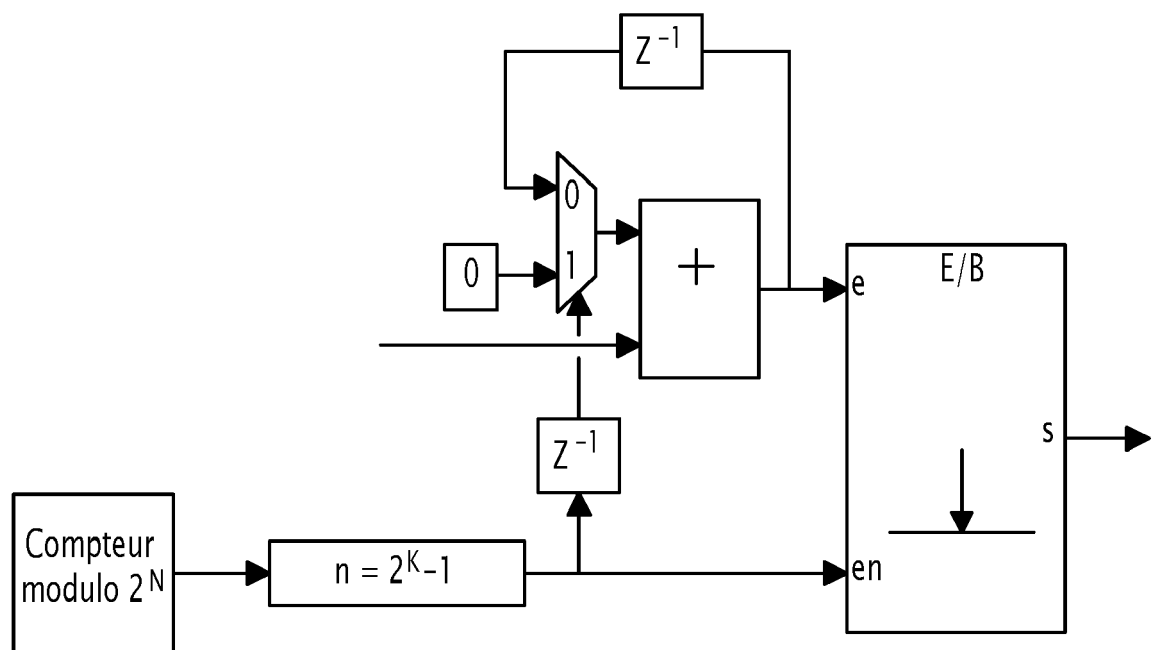 Z⁻¹
0
0
1
+
E/B
e
s
Z⁻¹
Compteur
modulo 2ᴺ
n = 2ᴷ–1
en